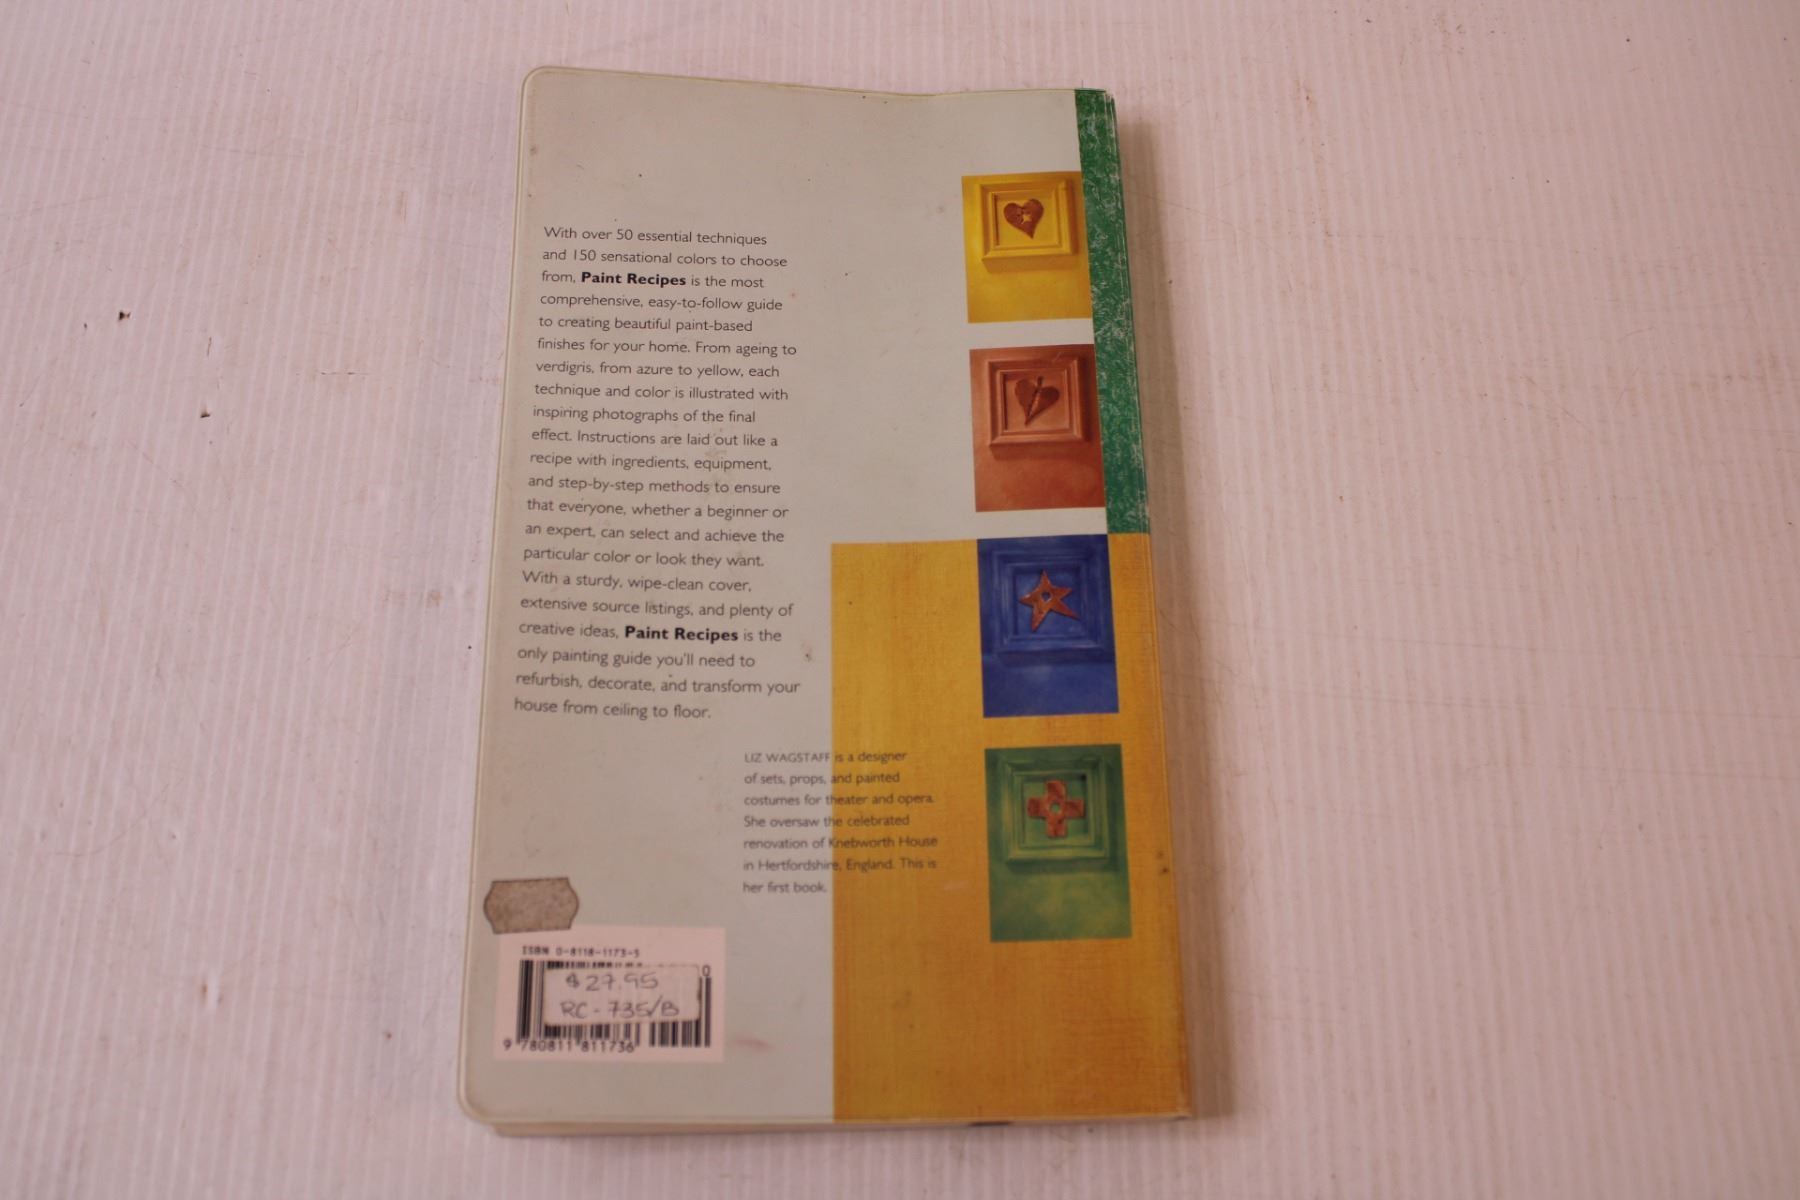 With over 50 essential techniques
and 150 sensational colors to choose
from, Paint Recipes is the most
comprehensive, easy-to-follow guide
to creating beautiful paint-based
finishes for your home. From ageing to
verdigris, from azure to yellow, each
technique and color is illustrated with
inspiring photographs of the final
effect. Instructions are laid out like a
recipe with ingredients, equipment,
and step-by-step methods to ensure
that everyone, whether a beginner or
an expert, can select and achieve the
particular color or look they want.
With a sturdy, wipe-clean cover,
extensive source listings, and plenty of
creative ideas, Paint Recipes is the
only painting guide you'll need to
refurbish, decorate, and transform your
house from ceiling to floor.
LIZ WAGSTAFF is a designer
of sets, props, and painted
costumes for theater and opera.
She oversaw the celebrated
renovation of Knebworth House
in Hertfordshire, England. This is
her first book.
ISBN 0-8118-1173-5
0
$27.95
RC-735/B
9 780811 811736